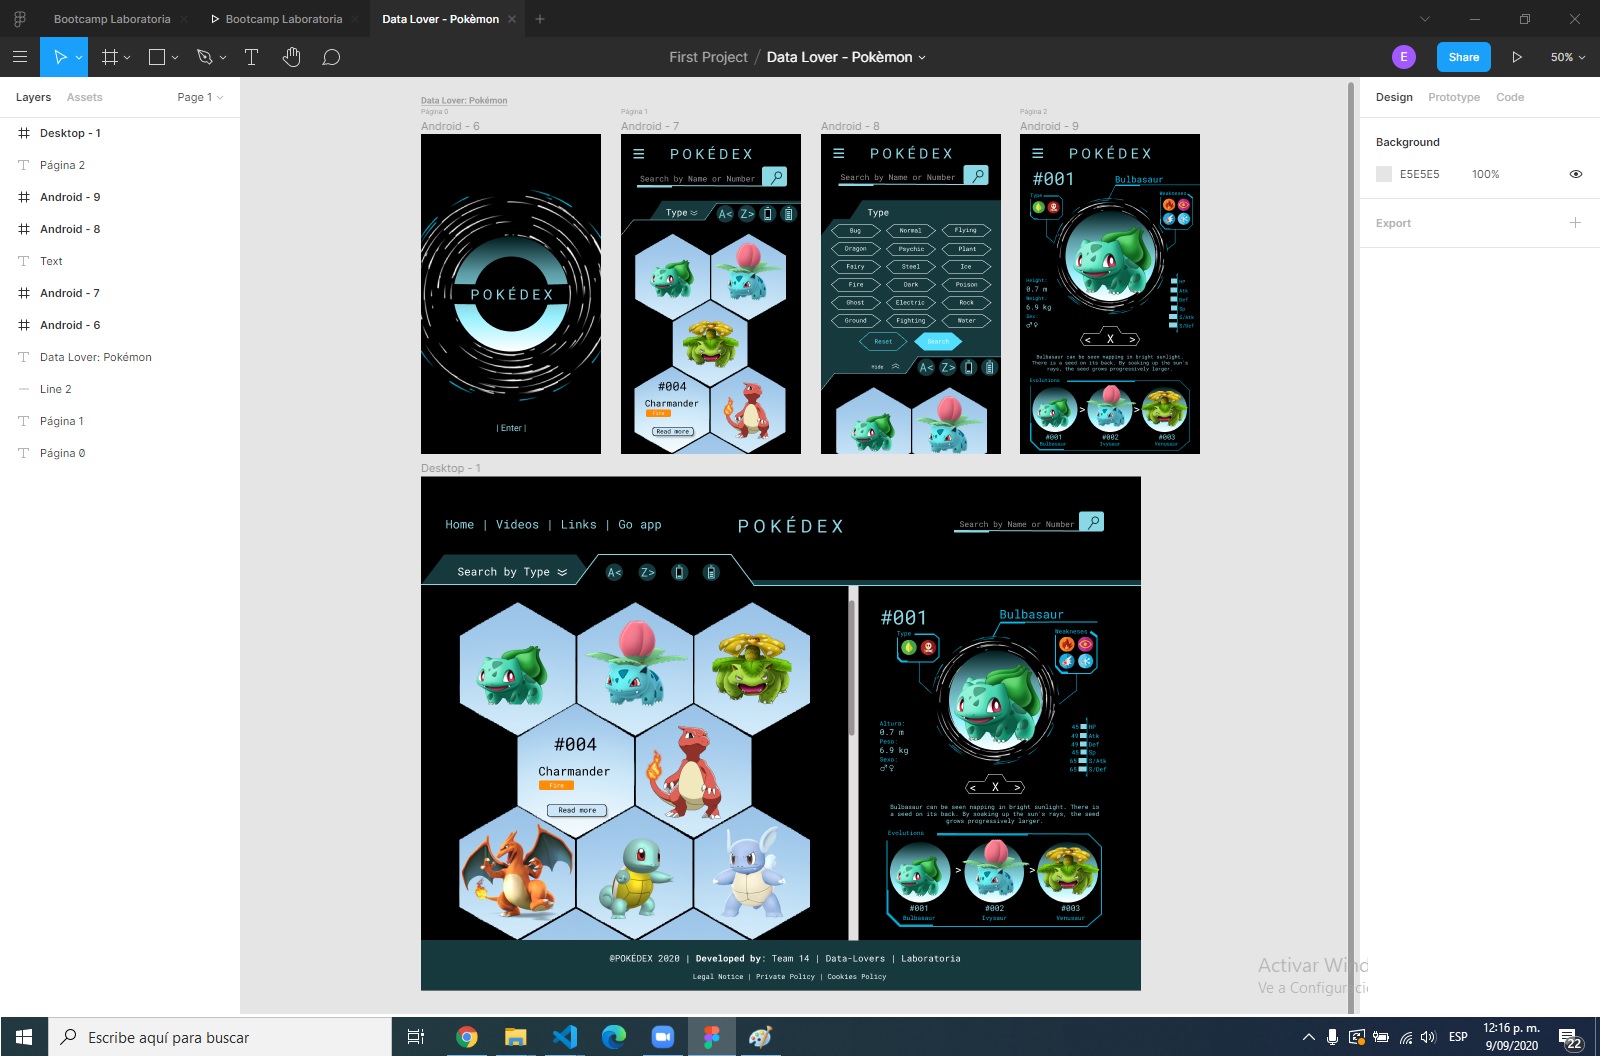 Bootcamp Laboratoria
Bootcamp Laboratoria
Data Lover - Pokèmon
First Project / Data Lover - Pokèmon
E
Share
50%
Layers
Assets
Page 1
Desktop - 1
Página 2
Android - 9
Android - 8
Text
Android - 7
Android - 6
Data Lover: Pokémon
Line 2
Página 1
Página 0
Design
Prototype
Code
Background
E5E5E5
100%
Export
Data Lover: Pokémon
Página 0
Android - 6
POKÉDEX
| Enter |
Página 1
Android - 7
POKÉDEX
Search by Name or Number
Type
A<
Z>
#004
Charmander
Fire
Read more
Android - 8
POKÉDEX
Search by Name or Number
Type
Bug
Normal
Flying
Dragon
Psychic
Plant
Fairy
Steel
Ice
Fire
Dark
Poison
Ghost
Electric
Rock
Ground
Fighting
Water
Reset
Search
Hide
A<
Z>
Página 2
Android - 9
POKÉDEX
#001
Bulbasaur
Type
Weakneses
Height:
0.7 m
Weight:
6.9 kg
Sex:
♂♀
HP
Atk
Def
Sp
S/Atk
S/Def
< X >
Bulbasaur can be seen napping in bright sunlight.
There is a seed on its back. By soaking up the sun's
rays, the seed grows progressively larger.
Evolutions
> >
#001
Bulbasaur
#002
Ivysaur
#003
Venusaur
Desktop - 1
Home | Videos | Links | Go app
POKÉDEX
Search by Name or Number
Search by Type
A<
Z>
#004
Charmander
Fire
Read more
#001
Bulbasaur
Type
Weakneses
Altura:
0.7 m
Peso:
6.9 kg
Sexo:
♂♀
45 HP
49 Atk
49 Def
45 Sp
65 S/Atk
65 S/Def
< X >
Bulbasaur can be seen napping in bright sunlight. There is
a seed on its back. By soaking up the sun's rays, the seed
grows progressively larger.
Evolutions
> >
#001
Bulbasaur
#002
Ivysaur
#003
Venusaur
©POKÉDEX 2020 | Developed by: Team 14 | Data-Lovers | Laboratoria
Legal Notice | Private Policy | Cookies Policy
Activar Wind
Ve a Configuraci
Escribe aquí para buscar
ESP
12:16 p. m.
9/09/2020
22